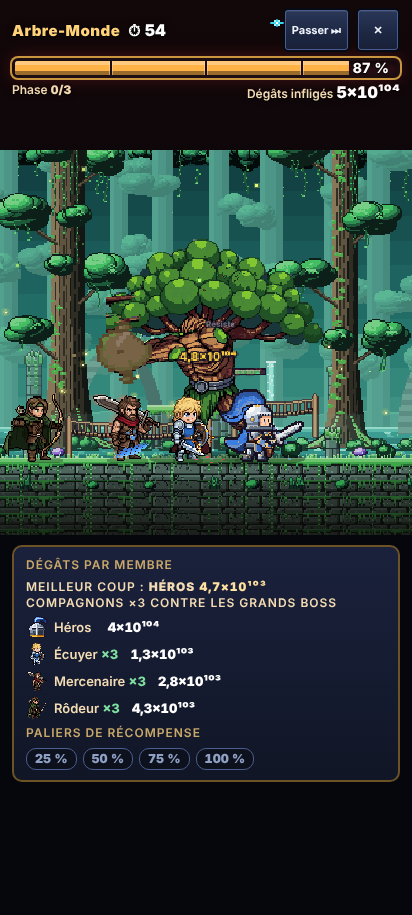 Arbre-Monde ⏱ 54
Passer ⏭
×
87 %
Phase 0/3
Dégâts infligés 5×10¹⁰⁴
Résiste
4,8×10¹⁰⁴
DÉGÂTS PAR MEMBRE
MEILLEUR COUP : HÉROS 4,7×10¹⁰³
COMPAGNONS ×3 CONTRE LES GRANDS BOSS
Héros 4×10¹⁰⁴
Écuyer ×3 1,3×10¹⁰³
Mercenaire ×3 2,8×10¹⁰³
Rôdeur ×3 4,3×10¹⁰³
PALIERS DE RÉCOMPENSE
25 % 50 % 75 % 100 %